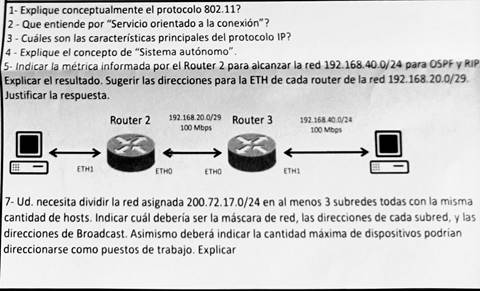 1- Explique conceptualmente el protocolo 802.11?
2 - Que entiende por "Servicio orientado a la conexión"?
3 - Cuáles son las características principales del protocolo IP?
4 - Explique el concepto de "Sistema autónomo".
5- Indicar la métrica informada por el Router 2 para alcanzar la red 192.168.40.0/24 para OSPF y RIP
Explicar el resultado. Sugerir las direcciones para la ETH de cada router de la red 192.168.20.0/29.
Justificar la respuesta.
Router 2 192.168.20.0/29 Router 3 192.168.40.0/24
100 Mbps 100 Mbps
ETH1 ETH0 ETH0 ETH1
7- Ud. necesita dividir la red asignada 200.72.17.0/24 en al menos 3 subredes todas con la misma
cantidad de hosts. Indicar cuál debería ser la máscara de red, las direcciones de cada subred, y las
direcciones de Broadcast. Asimismo deberá indicar la cantidad máxima de dispositivos podrían
direccionarse como puestos de trabajo. Explicar